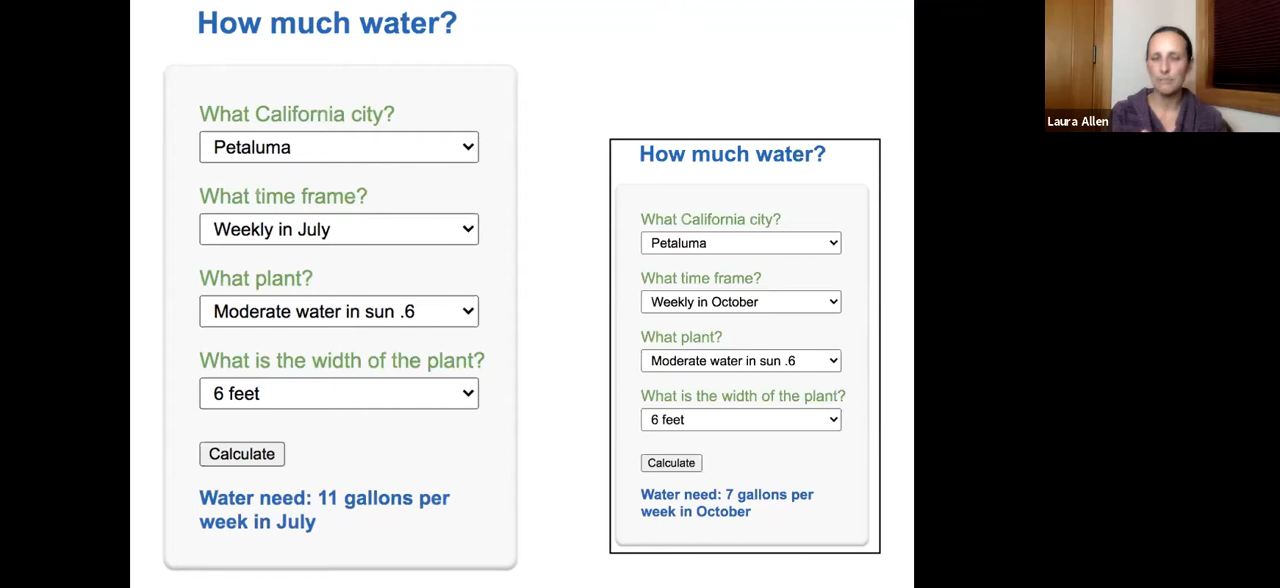 How much water?
What California city?
Petaluma
What time frame?
Weekly in July
What plant?
Moderate water in sun .6
What is the width of the plant?
6 feet
Calculate
Water need: 11 gallons per
week in July
How much water?
What California city?
Petaluma
What time frame?
Weekly in October
What plant?
Moderate water in sun .6
What is the width of the plant?
6 feet
Calculate
Water need: 7 gallons per
week in October
Laura Allen